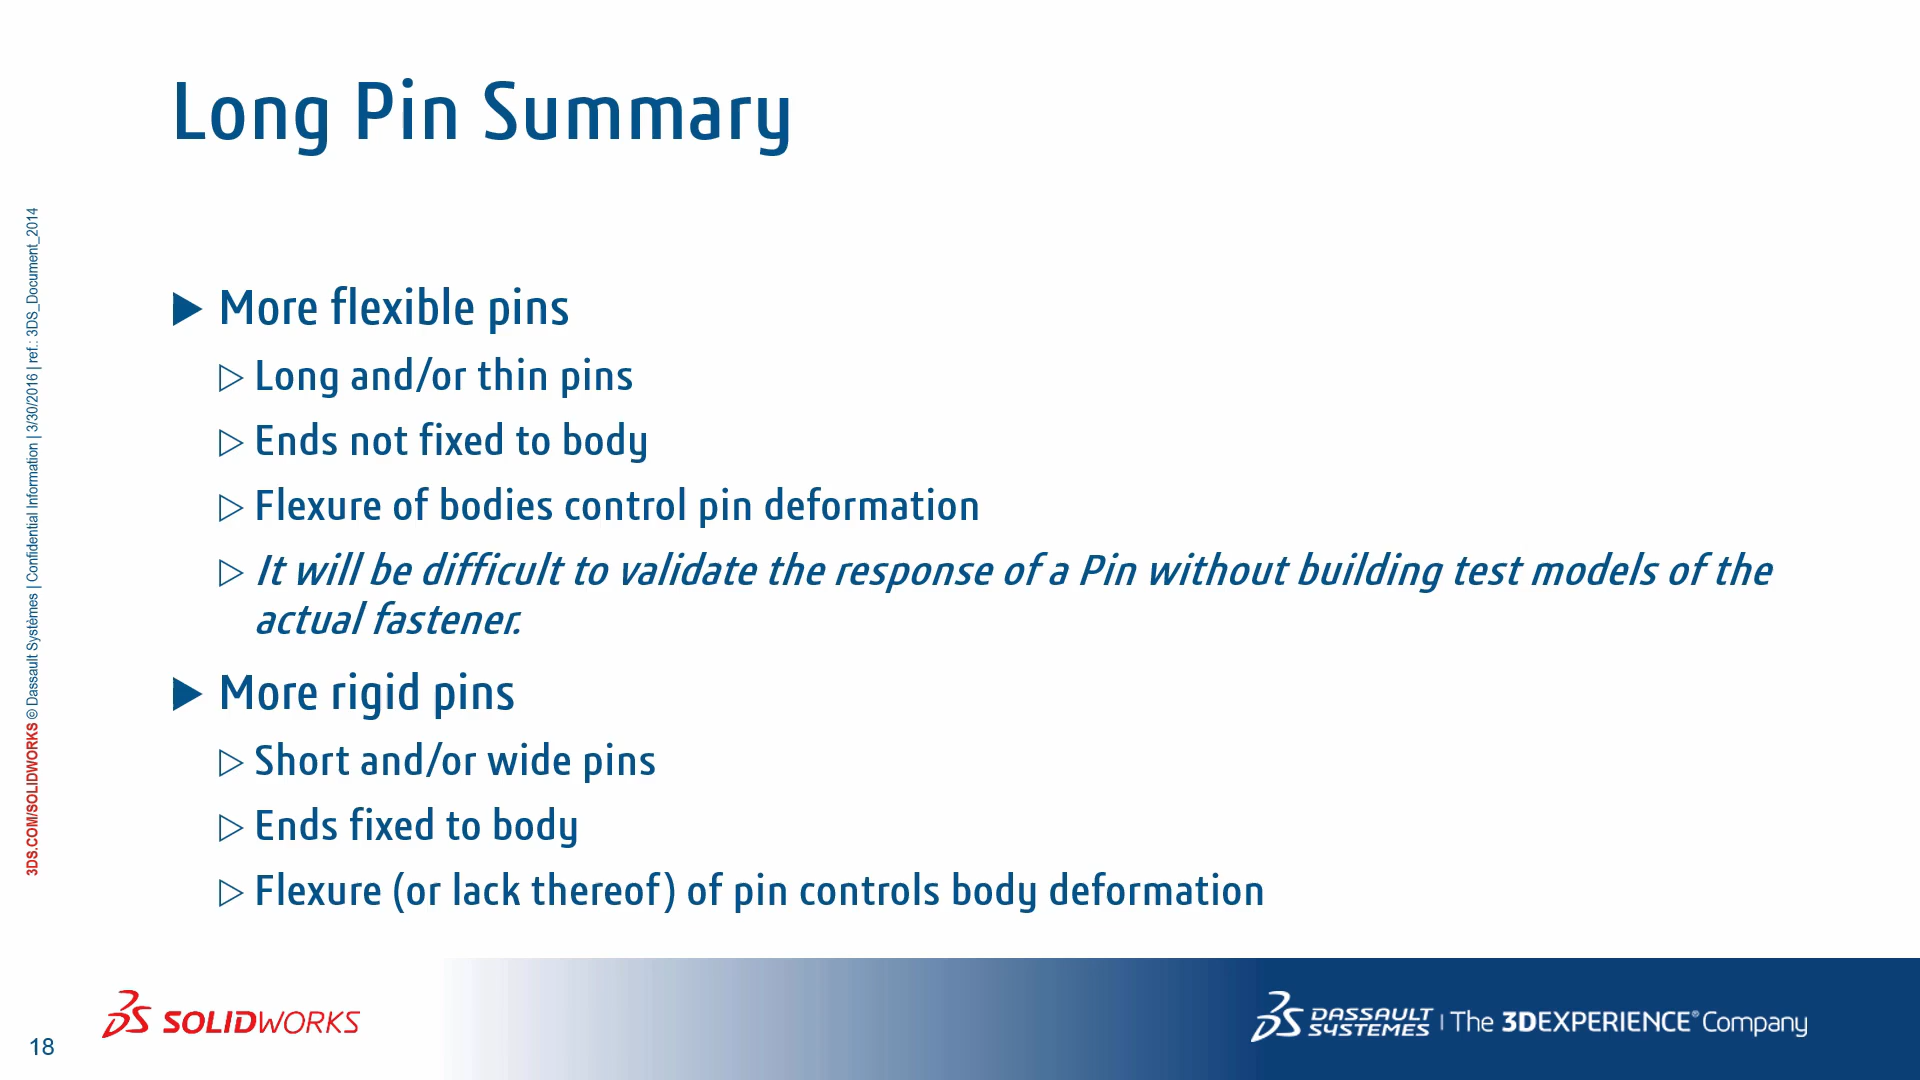 Long Pin Summary
More flexible pins
Long and/or thin pins
Ends not fixed to body
Flexure of bodies control pin deformation
It will be difficult to validate the response of a Pin without building test models of the
actual fastener.
More rigid pins
Short and/or wide pins
Ends fixed to body
Flexure (or lack thereof) of pin controls body deformation
3DS.COM/SOLIDWORKS © Dassault Systèmes | Confidential Information | 3/30/2016 | ref.: 3DS_Document_2014
18
SOLIDWORKS
DASSAULT
SYSTEMES | The 3DEXPERIENCE® Company